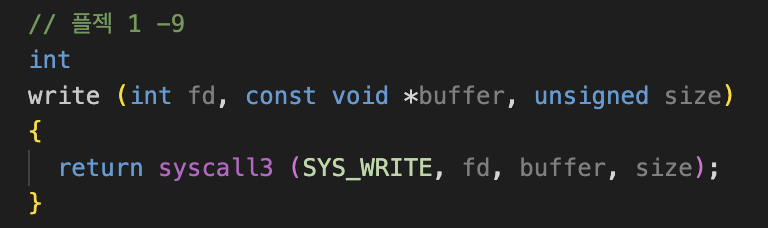 // 플젝 1 -9
int
write (int fd, const void *buffer, unsigned size)
{
  return syscall3 (SYS_WRITE, fd, buffer, size);
}